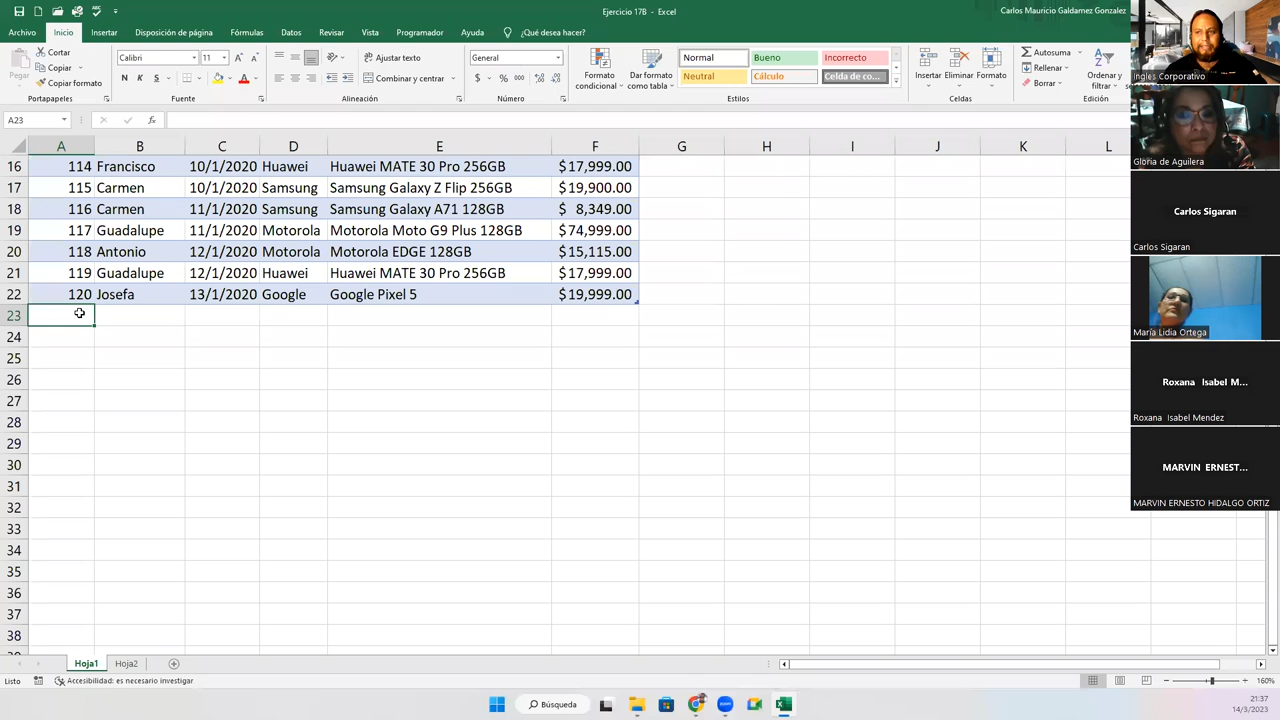 Ejercicio 17B - Excel
Carlos Mauricio Galdamez Gonzalez
Archivo Inicio Insertar Disposición de página Fórmulas Datos Revisar Vista Programador Ayuda ¿Qué desea hacer?
Pegar
Cortar
Copiar
Copiar formato
Portapapeles
Calibri 11
N K S
Fuente
Ajustar texto
Combinar y centrar
Alineación
General
$ % 000
Número
Formato condicional
Dar formato como tabla
Normal Bueno Incorrecto
Neutral Cálculo Celda de co...
Estilos
Insertar Eliminar Formato
Celdas
Autosuma
Rellenar
Borrar
Ordenar y filtrar
Edición
A23 fx
A B C D E F G H I J K L
16 114 Francisco 10/1/2020 Huawei Huawei MATE 30 Pro 256GB $17,999.00
17 115 Carmen 10/1/2020 Samsung Samsung Galaxy Z Flip 256GB $19,900.00
18 116 Carmen 11/1/2020 Samsung Samsung Galaxy A71 128GB $ 8,349.00
19 117 Guadalupe 11/1/2020 Motorola Motorola Moto G9 Plus 128GB $74,999.00
20 118 Antonio 12/1/2020 Motorola Motorola EDGE 128GB $15,115.00
21 119 Guadalupe 12/1/2020 Huawei Huawei MATE 30 Pro 256GB $17,999.00
22 120 Josefa 13/1/2020 Google Google Pixel 5 $19,999.00
23
24
25
26
27
28
29
30
31
32
33
34
35
36
37
38
Hoja1 Hoja2
Listo Accesibilidad: es necesario investigar 160%
Búsqueda
21:37
14/3/2023
Ingles Corporativo
Gloria de Aguilera
Carlos Sigaran
Carlos Sigaran
María Lidia Ortega
Roxana Isabel M...
Roxana Isabel Mendez
MARVIN ERNEST...
MARVIN ERNESTO HIDALGO ORTIZ